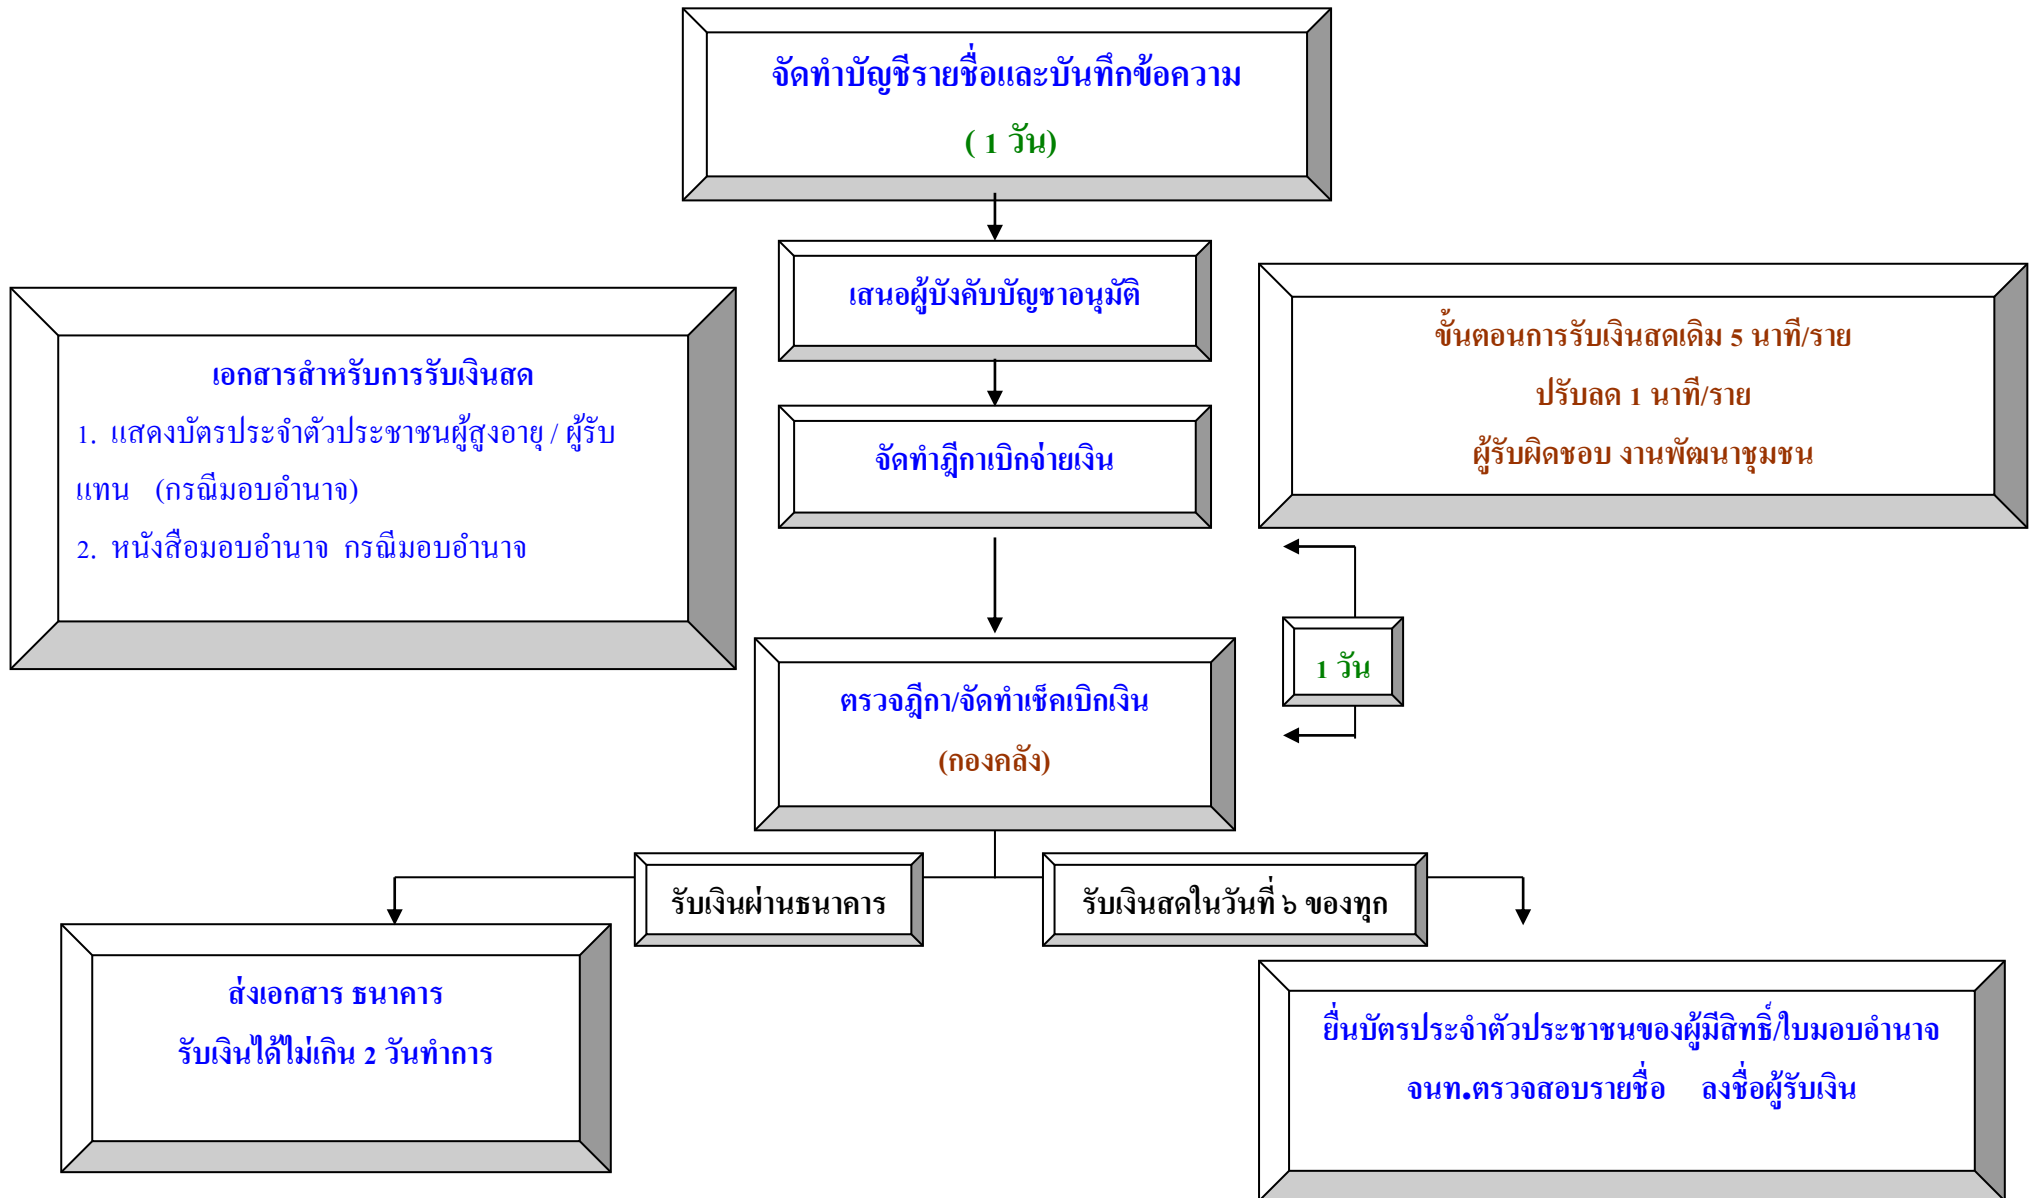 จัดทำบัญชีรายชื่อและบันทึกข้อความ
( 1 วัน)
เสนอผู้บังคับบัญชาอนุมัติ
เอกสารสำหรับการรับเงินสด
1. แสดงบัตรประจำตัวประชาชนผู้สูงอายุ / ผู้รับ
แทน (กรณีมอบอำนาจ)
2. หนังสือมอบอำนาจ กรณีมอบอำนาจ
ขั้นตอนการรับเงินสดเดิม 5 นาที/ราย
ปรับลด 1 นาที/ราย
ผู้รับผิดชอบ งานพัฒนาชุมชน
จัดทำฎีกาเบิกจ่ายเงิน
1 วัน
ตรวจฎีกา/จัดทำเช็คเบิกเงิน
(กองคลัง)
รับเงินผ่านธนาคาร
รับเงินสดในวันที่ ๖ ของทุก
ส่งเอกสาร ธนาคาร
รับเงินได้ไม่เกิน 2 วันทำการ
ยื่นบัตรประจำตัวประชาชนของผู้มีสิทธิ์/ใบมอบอำนาจ
จนท.ตรวจสอบรายชื่อ ลงชื่อผู้รับเงิน